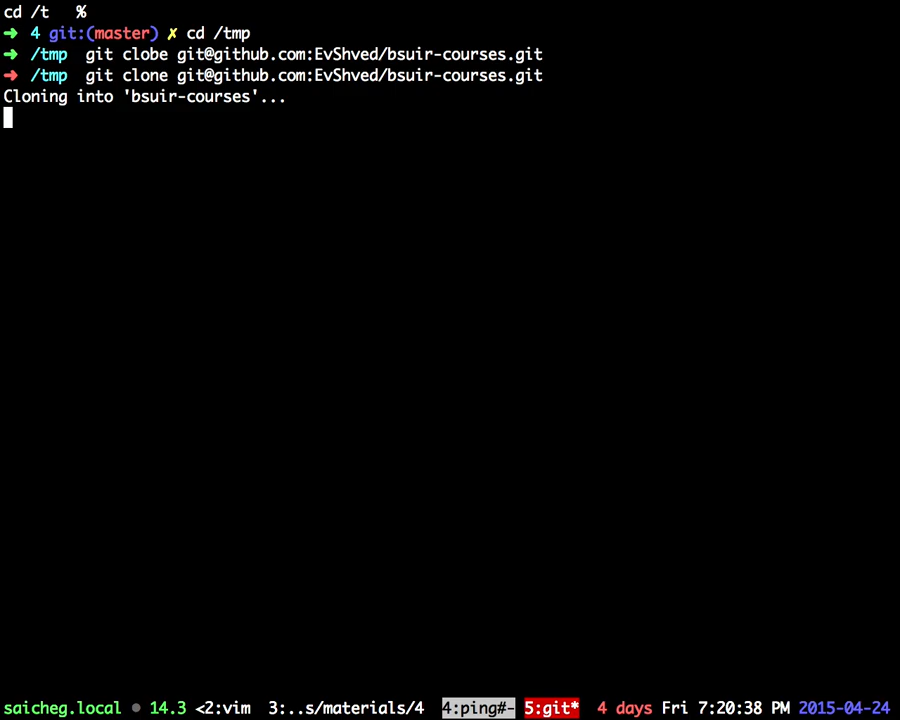 cd /t   %
➜ 4 git:(master) ✗ cd /tmp
➜ /tmp  git clobe git@github.com:EvShved/bsuir-courses.git
➜ /tmp  git clone git@github.com:EvShved/bsuir-courses.git
Cloning into 'bsuir-courses'...
saicheg.local ● 14.3 <2:vim  3:..s/materials/4  4:ping#- 5:git*  4 days Fri 7:20:38 PM 2015-04-24